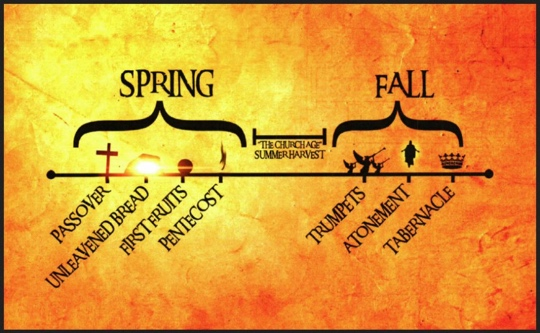 SPRING
FALL
"THE CHURCH AGE"
SUMMER HARVEST
PASSOVER
UNLEAVENED BREAD
FIRST FRUITS
PENTECOST
TRUMPETS
ATONEMENT
TABERNACLE